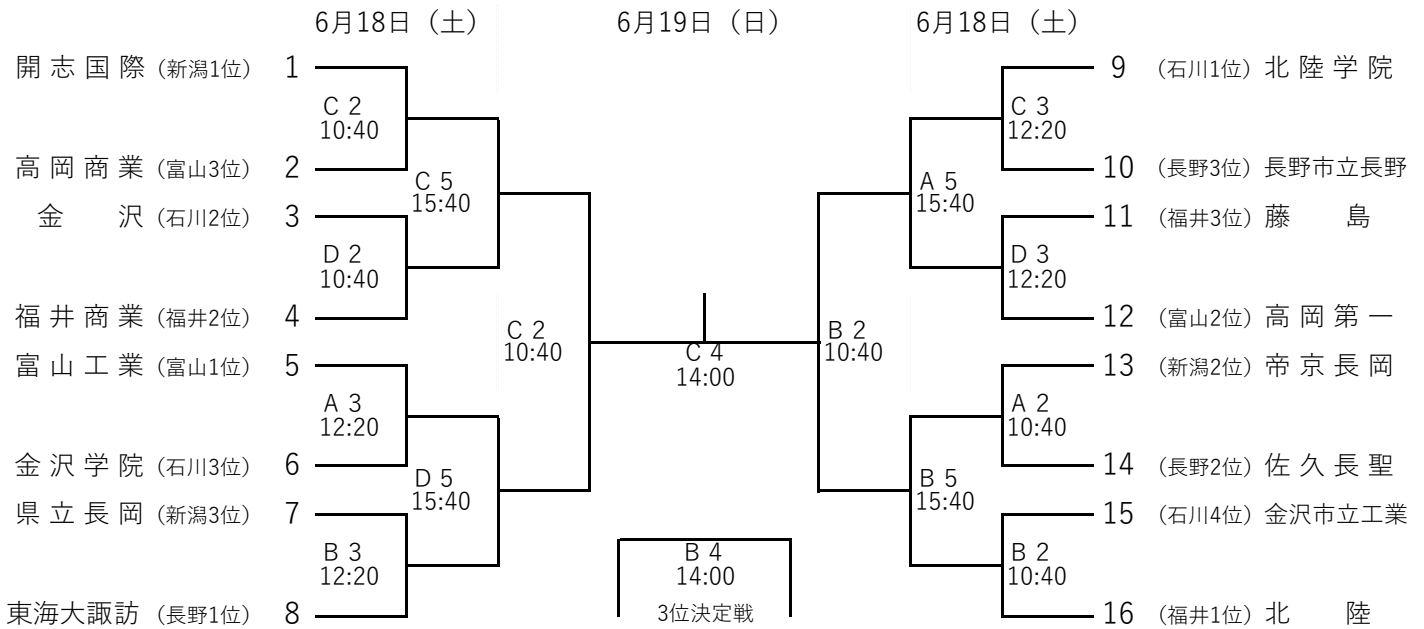 6月18日（土） 6月19日（日） 6月18日（土）
開志国際 (新潟1位) 1
C 2
10:40
高岡商業 (富山3位) 2
C 5
15:40
金沢 (石川2位) 3
D 2
10:40
福井商業 (福井2位) 4
C 2
10:40
富山工業 (富山1位) 5
A 3
12:20
金沢学院 (石川3位) 6
D 5
15:40
県立長岡 (新潟3位) 7
B 3
12:20
東海大諏訪 (長野1位) 8
C 4
14:00
B 4
14:00
3位決定戦
9 (石川1位) 北陸学院
C 3
12:20
10 (長野3位) 長野市立長野
A 5
15:40
11 (福井3位) 藤島
D 3
12:20
12 (富山2位) 高岡第一
B 2
10:40
13 (新潟2位) 帝京長岡
A 2
10:40
14 (長野2位) 佐久長聖
B 5
15:40
15 (石川4位) 金沢市立工業
B 2
10:40
16 (福井1位) 北陸